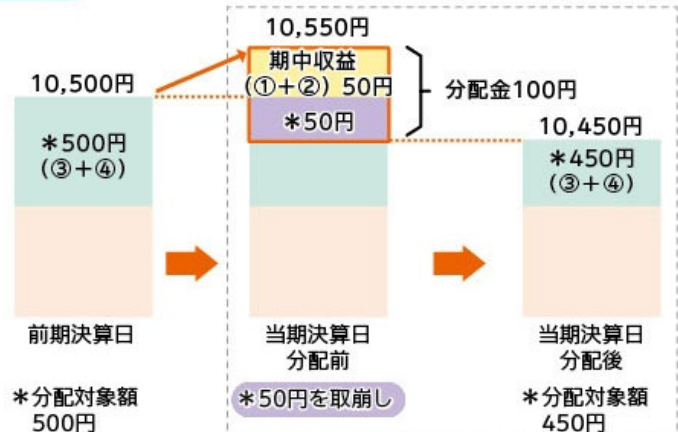 10,550円
期中収益
(①+②) 50円
分配金100円
10,500円
*50円
10,450円
*500円
(③+④)
*450円
(③+④)
前期決算日
当期決算日
分配前
当期決算日
分配後
*分配対象額
500円
*50円を取崩し
*分配対象額
450円